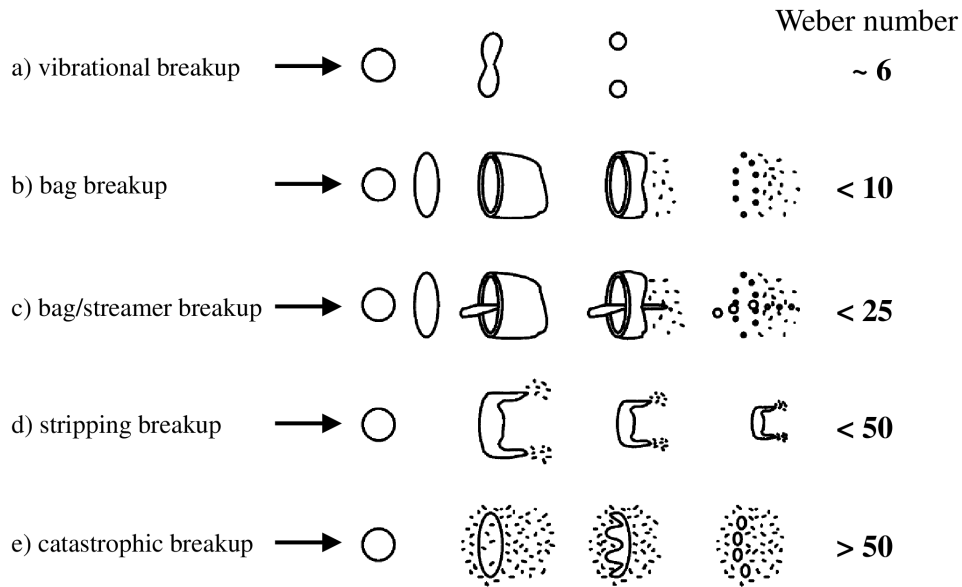 Weber number
a) vibrational breakup ~ 6
b) bag breakup < 10
c) bag/streamer breakup < 25
d) stripping breakup < 50
e) catastrophic breakup > 50